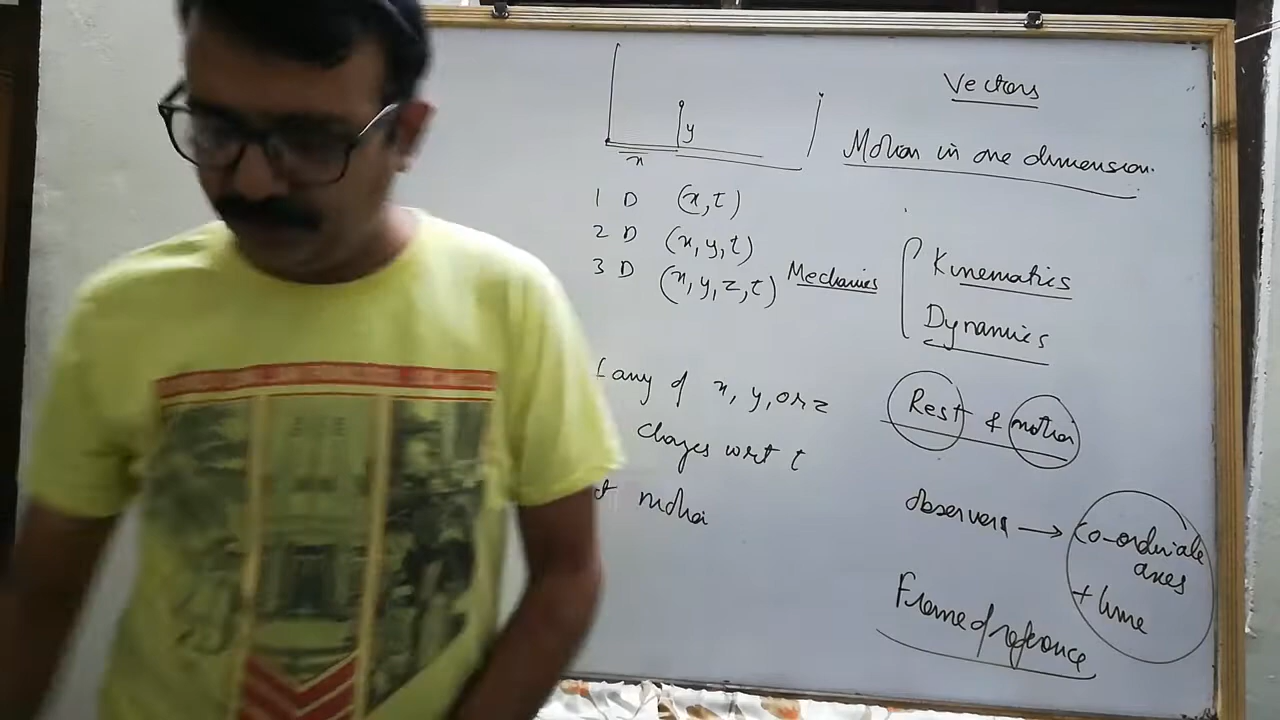 Vectors
Motion in one dimension.
y
x
1 D (x, t)
2 D (x, y, t)
3 D (x, y, z, t)
Mechanics
Kinematics
Dynamics
any of x, y, or z
changes wrt t
motion
Rest & motion
observers → co-ordinate
axes
+ time
Frame of reference